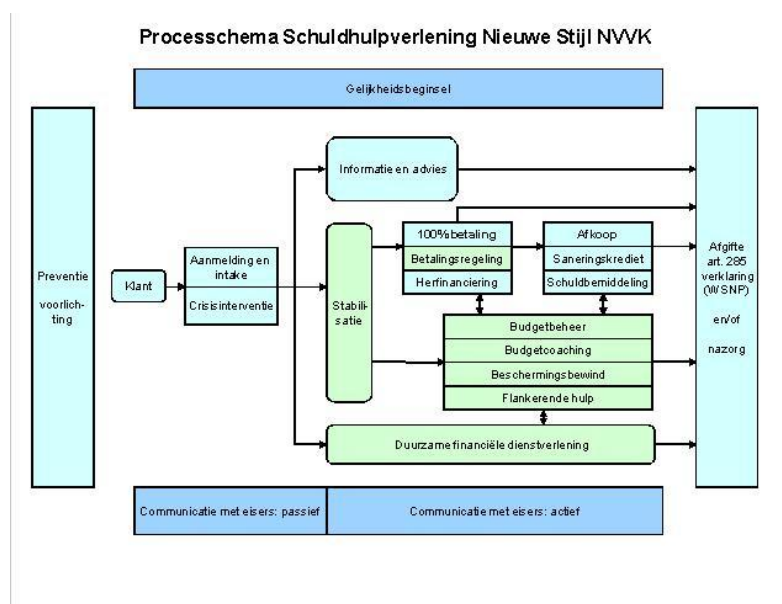 Processchema Schuldhulpverlening Nieuwe Stijl NVVK
Gelijkheidsbeginsel
Preventie
voorlich-
ting
Klant
Aanmelding en
intake
Crisisinterventie
Informatie en advies
Stabili-
satie
100% betaling
Betalingsregeling
Herfinanciering
Afkoop
Saneringskrediet
Schuldbemiddeling
Budgetbeheer
Budgetcoaching
Beschermingsbewind
Flankerende hulp
Duurzame financiële dienstverlening
Afgifte
art. 285
verklaring
(WSNP)
en/of
nazorg
Communicatie met eisers: passief
Communicatie met eisers: actief